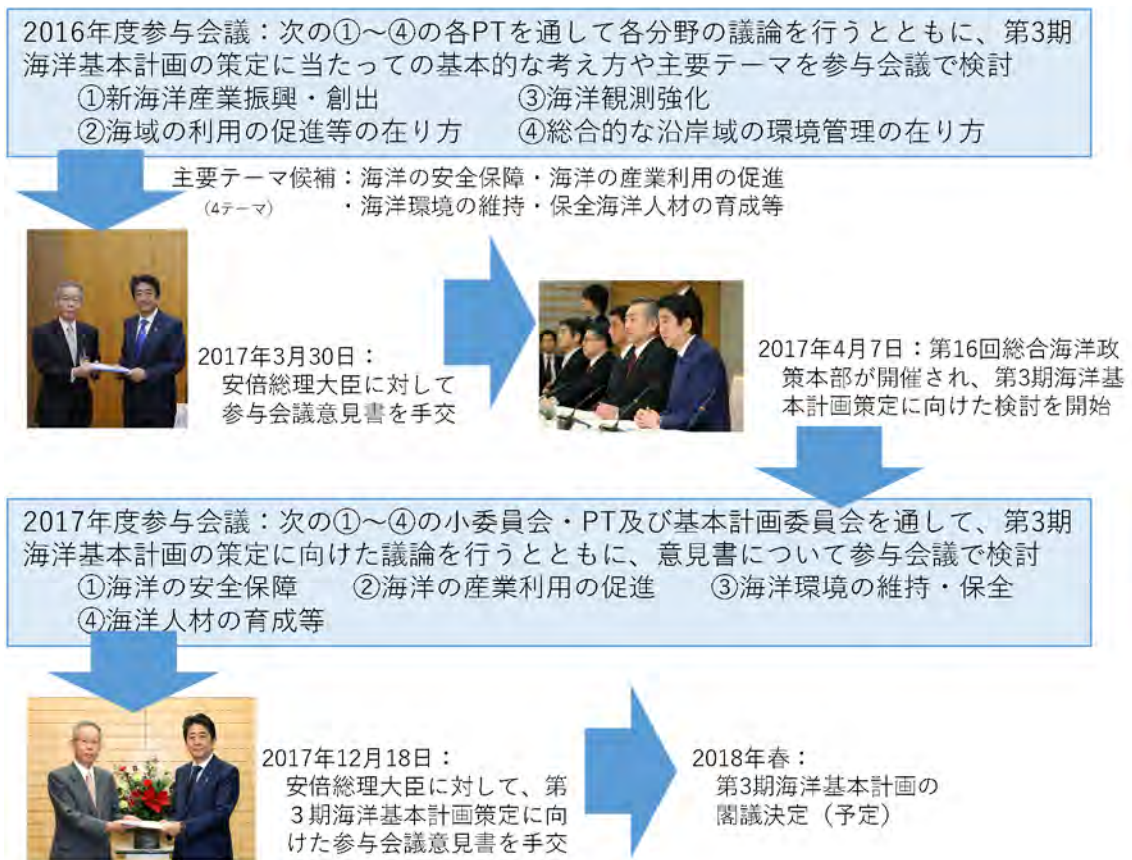 2016年度参与会議：次の①～④の各PTを通して各分野の議論を行うとともに、第3期
海洋基本計画の策定に当たっての基本的な考え方や主要テーマを参与会議で検討
①新海洋産業振興・創出　③海洋観測強化
②海域の利用の促進等の在り方　④総合的な沿岸域の環境管理の在り方
主要テーマ候補：海洋の安全保障・海洋の産業利用の促進
（4テーマ）　・海洋環境の維持・保全海洋人材の育成等
2017年3月30日：
安倍総理大臣に対して
参与会議意見書を手交
2017年4月7日：第16回総合海洋政
策本部が開催され、第3期海洋基
本計画策定に向けた検討を開始
2017年度参与会議：次の①～④の小委員会・PT及び基本計画委員会を通して、第3期
海洋基本計画の策定に向けた議論を行うとともに、意見書について参与会議で検討
①海洋の安全保障　②海洋の産業利用の促進　③海洋環境の維持・保全
④海洋人材の育成等
2017年12月18日：
安倍総理大臣に対して、第
３期海洋基本計画策定に向
けた参与会議意見書を手交
2018年春：
第3期海洋基本計画の
閣議決定（予定）